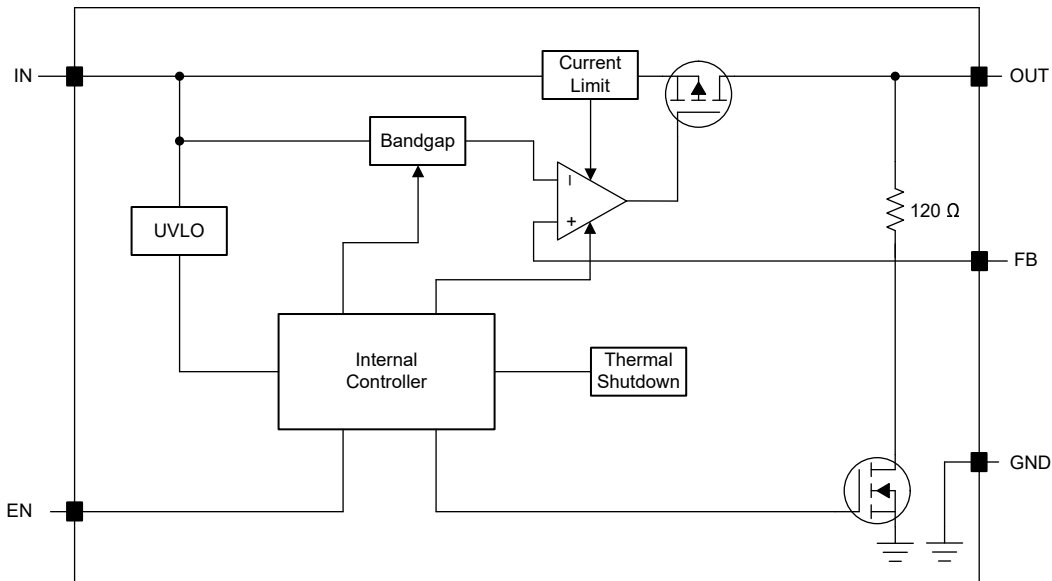 IN
Current
Limit
OUT
Bandgap
–
+
UVLO
120 Ω
FB
Internal
Controller
Thermal
Shutdown
GND
EN